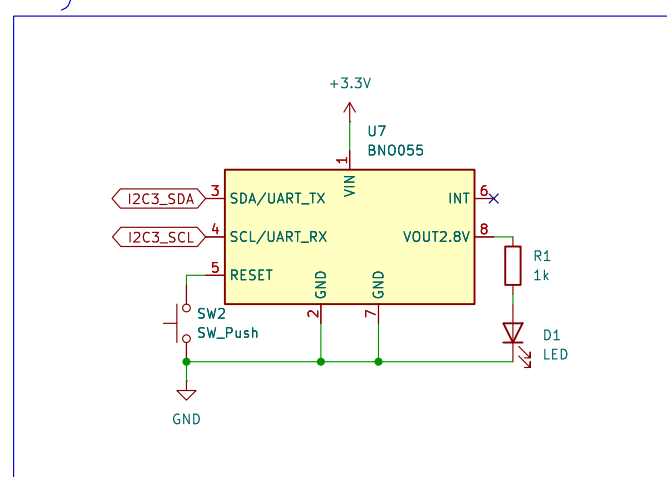 +3.3V
U7
BNO055
1
VIN
I2C3_SDA
3
SDA/UART_TX
INT
6
I2C3_SCL
4
SCL/UART_RX
VOUT2.8V
8
5
RESET
R1
1k
GND
GND
2
7
SW2
SW_Push
D1
LED
GND